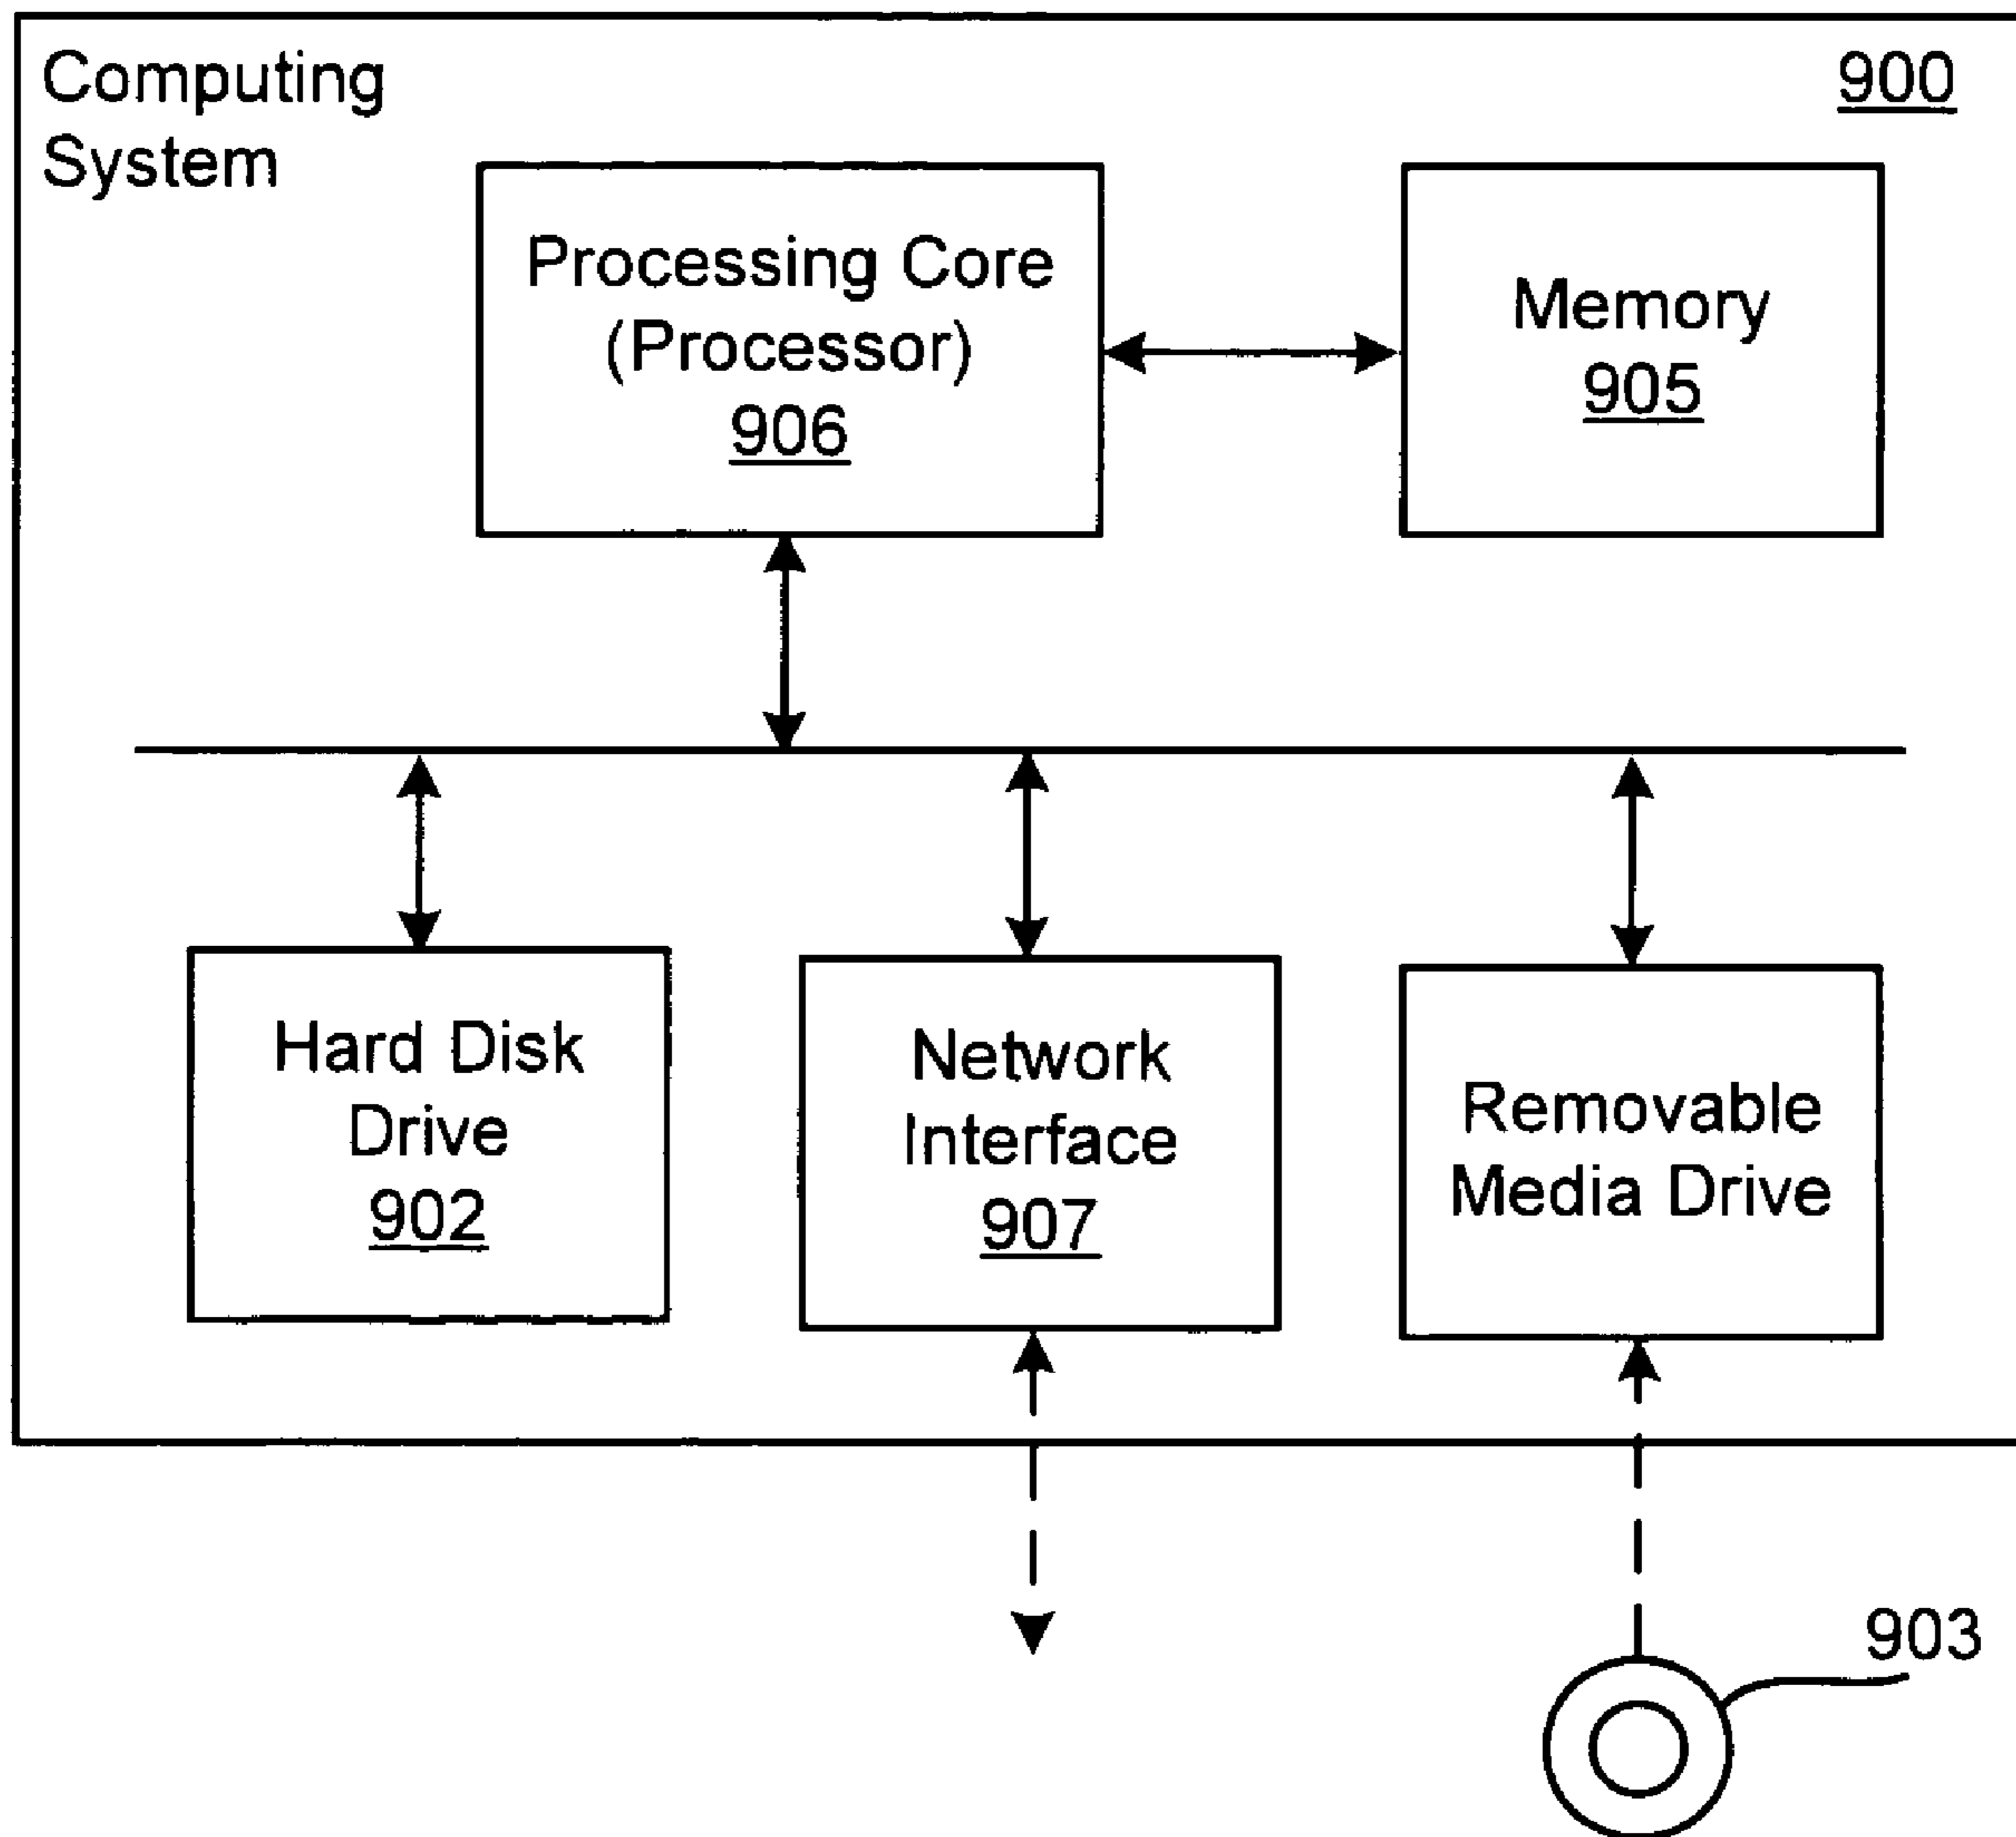 Computing
System
900
Processing Core
(Processor)
906
Memory
905
Hard Disk
Drive
902
Network
Interface
907
Removable
Media Drive
903